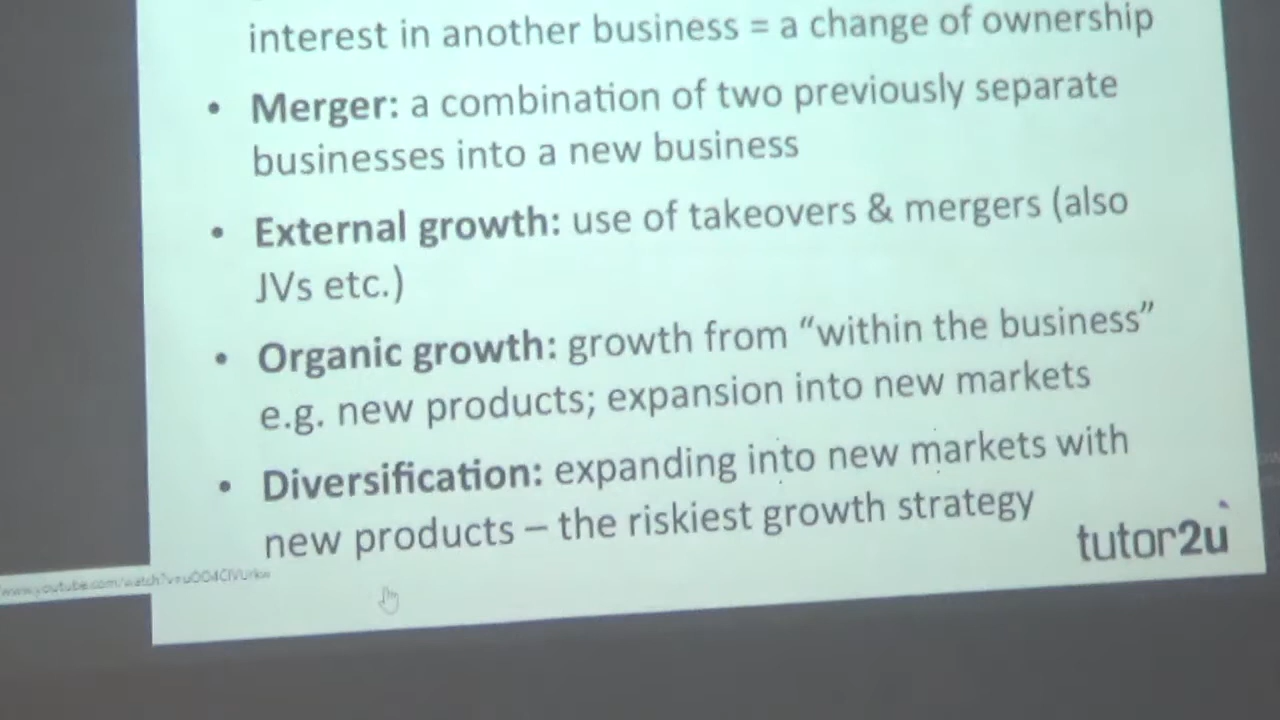 interest in another business = a change of ownership
• Merger: a combination of two previously separate
businesses into a new business
• External growth: use of takeovers & mergers (also
JVs etc.)
• Organic growth: growth from “within the business”
e.g. new products; expansion into new markets
• Diversification: expanding into new markets with
new products – the riskiest growth strategy
tutor2u